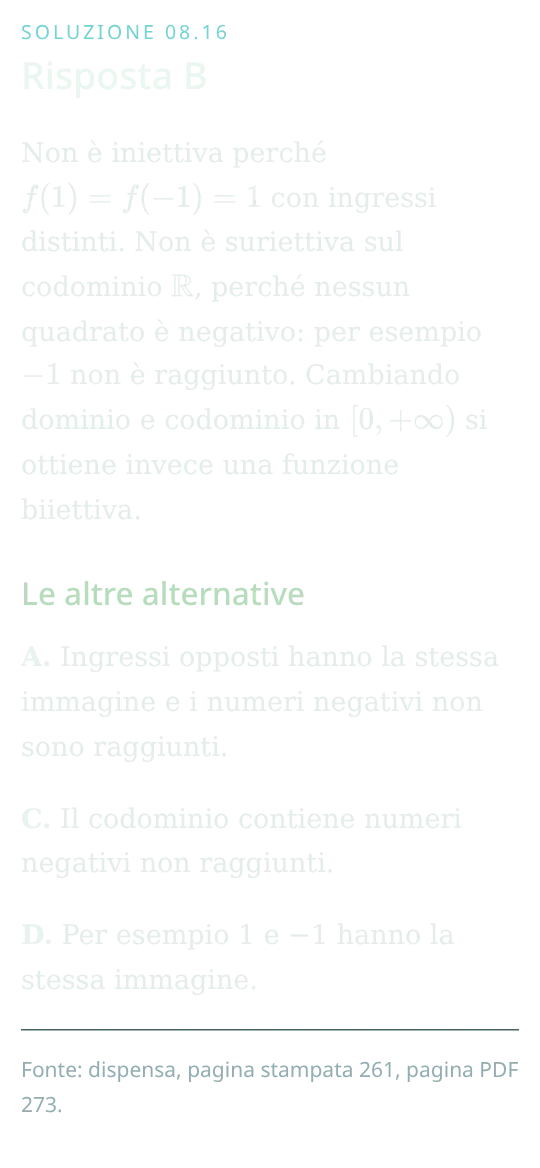 SOLUZIONE 08.16
Risposta B
Non è iniettiva perché
f(1) = f(−1) = 1 con ingressi
distinti. Non è suriettiva sul
codominio ℝ, perché nessun
quadrato è negativo: per esempio
−1 non è raggiunto. Cambiando
dominio e codominio in [0, +∞) si
ottiene invece una funzione
biiettiva.
Le altre alternative
A. Ingressi opposti hanno la stessa
immagine e i numeri negativi non
sono raggiunti.
C. Il codominio contiene numeri
negativi non raggiunti.
D. Per esempio 1 e −1 hanno la
stessa immagine.
Fonte: dispensa, pagina stampata 261, pagina PDF
273.